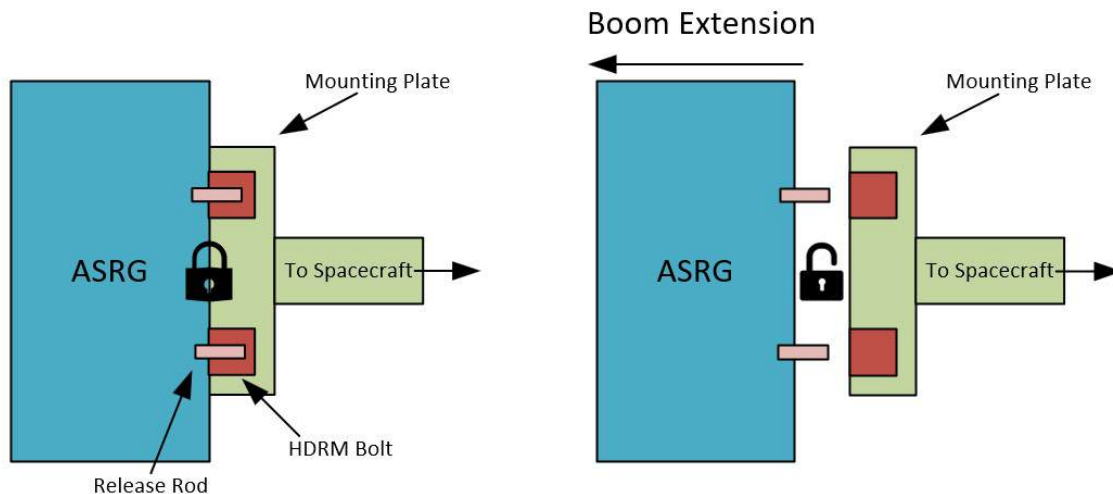 Boom Extension
Mounting Plate
ASRG
To Spacecraft
HDRM Bolt
Release Rod
Mounting Plate
ASRG
To Spacecraft